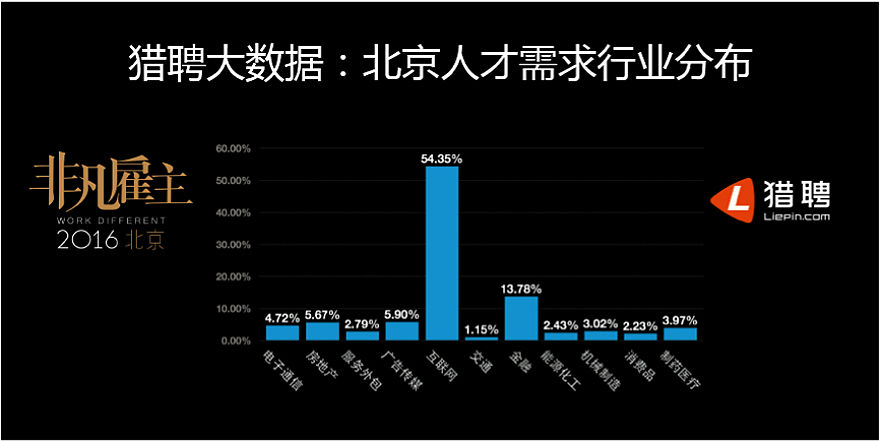 猎聘大数据：北京人才需求行业分布
非凡雇主
WORK DIFFERENT
2016 北京
猎聘
Liepin.com
60.00%
50.00%
40.00%
30.00%
20.00%
10.00%
0.00%
4.72%
5.67%
2.79%
5.90%
54.35%
1.15%
13.78%
2.43%
3.02%
2.23%
3.97%
电子通信
房地产
服务外包
广告传媒
互联网
交通
金融
能源化工
机械制造
消费品
制药医疗